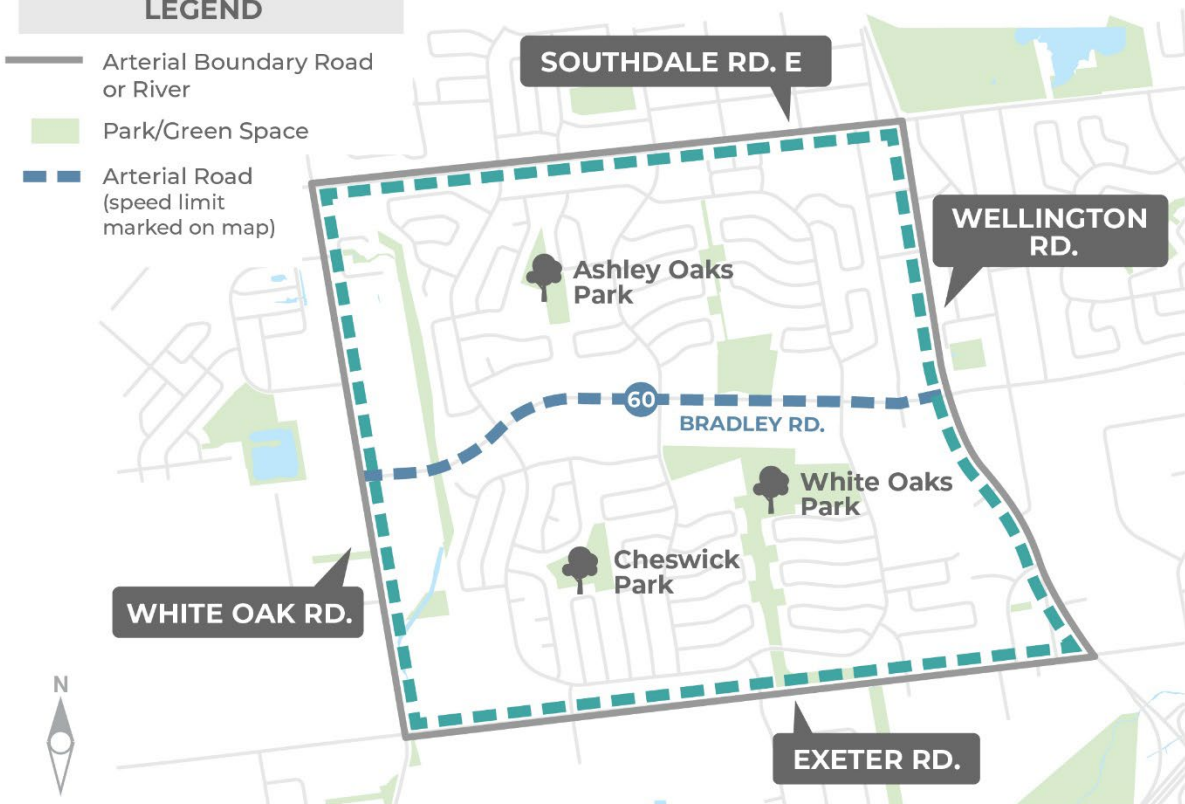 LEGEND
Arterial Boundary Road
or River
Park/Green Space
Arterial Road
(speed limit
marked on map)
SOUTHDALE RD. E
WELLINGTON
RD.
Ashley Oaks
Park
60
BRADLEY RD.
White Oaks
Park
Cheswick
Park
WHITE OAK RD.
N
EXETER RD.